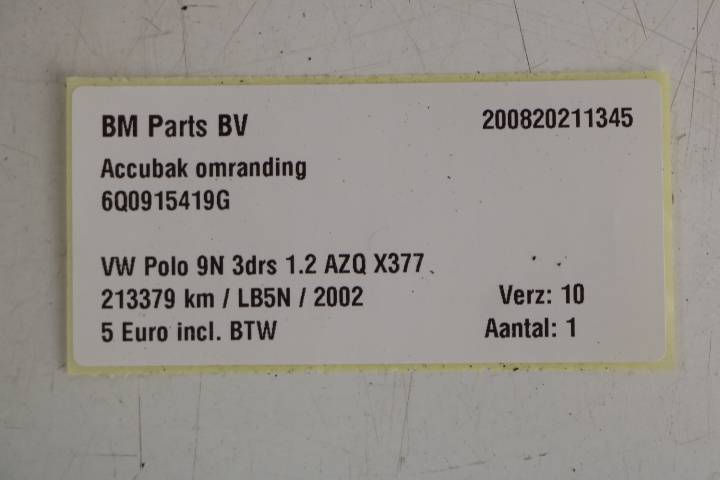 BM Parts BV 200820211345
Accubak omranding
6Q0915419G
VW Polo 9N 3drs 1.2 AZQ X377
213379 km / LB5N / 2002 Verz: 10
5 Euro incl. BTW Aantal: 1